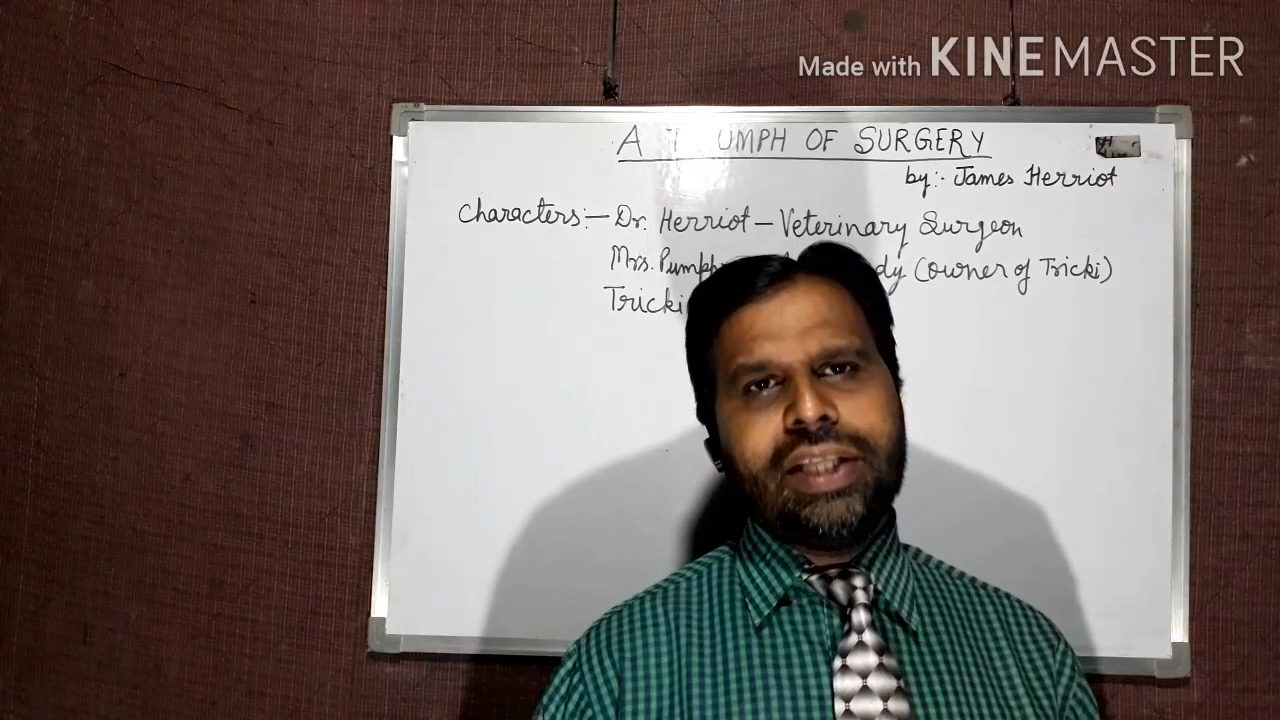 Made with KINEMASTER
A T UMPH OF SURGERY
by:- James Herriot
Characters:- Dr. Herriot - Veterinary Surgeon
Mrs. Pumph dy (owner of Tricki)
Tricki